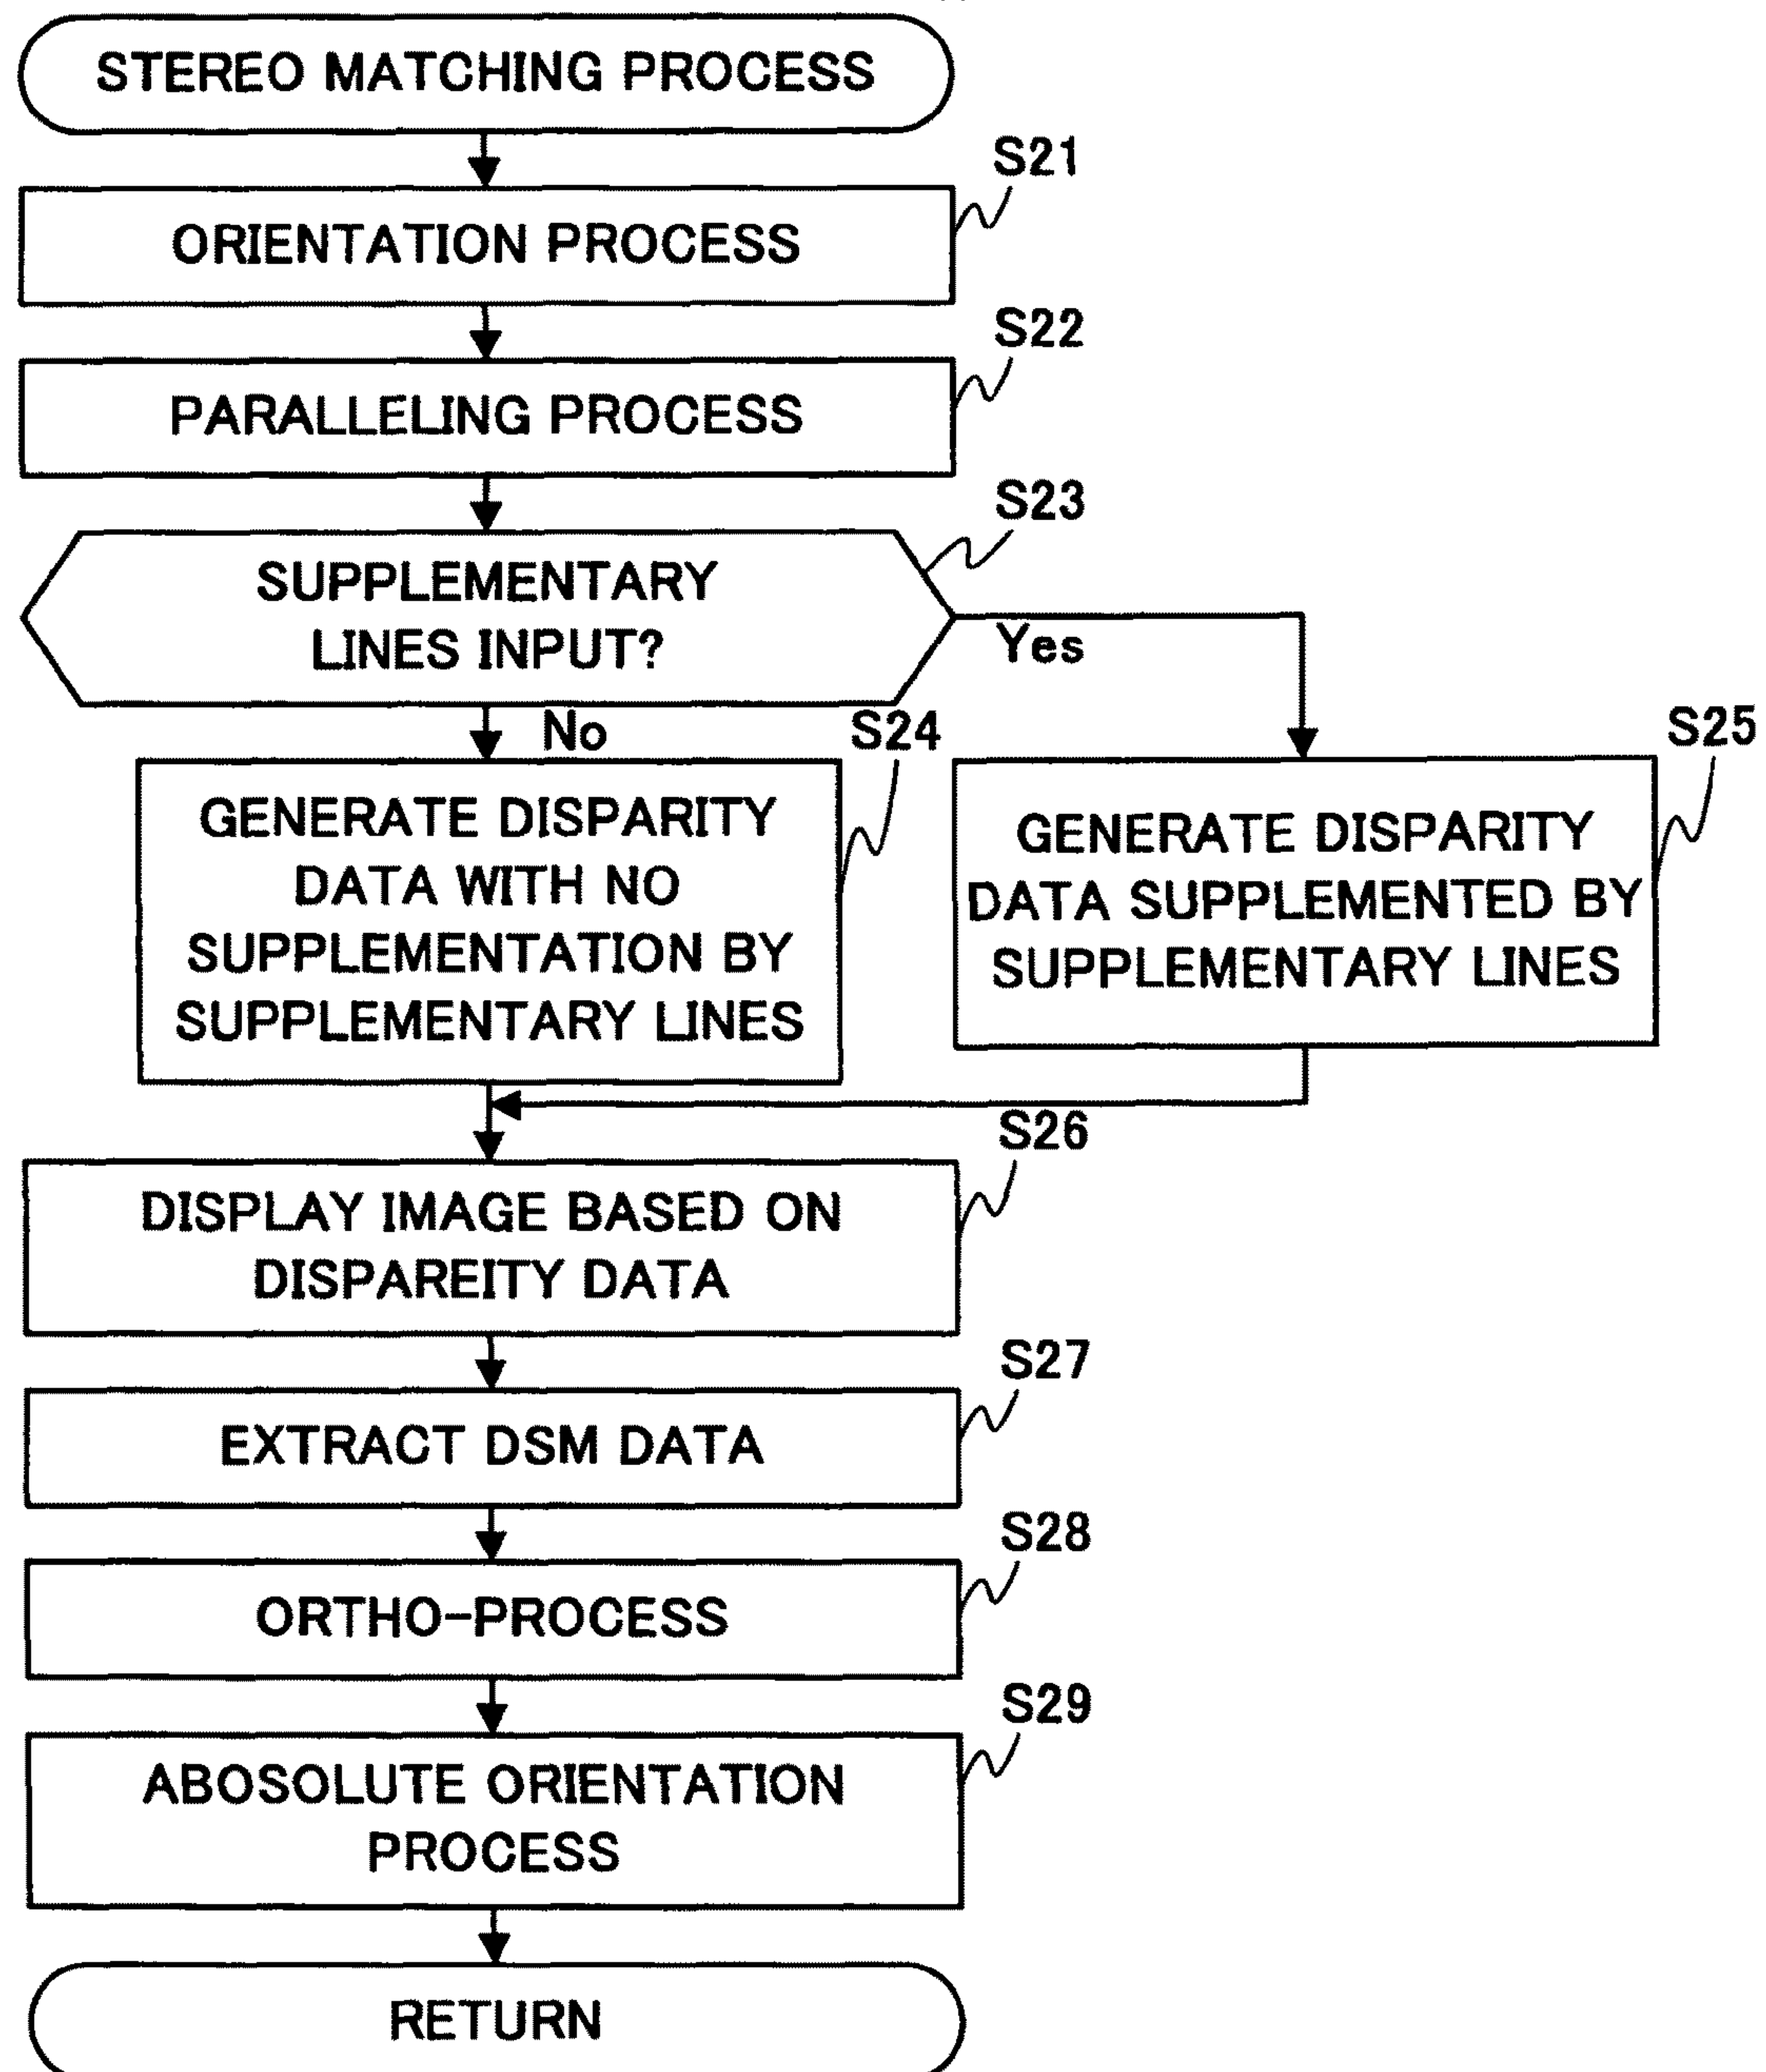 STEREO MATCHING PROCESS
S21
ORIENTATION PROCESS
S22
PARALLELING PROCESS
S23
SUPPLEMENTARY
LINES INPUT?
Yes
No
S24
GENERATE DISPARITY
DATA WITH NO
SUPPLEMENTATION BY
SUPPLEMENTARY LINES
S25
GENERATE DISPARITY
DATA SUPPLEMENTED BY
SUPPLEMENTARY LINES
S26
DISPLAY IMAGE BASED ON
DISPAREITY DATA
S27
EXTRACT DSM DATA
S28
ORTHO-PROCESS
S29
ABOSOLUTE ORIENTATION
PROCESS
RETURN